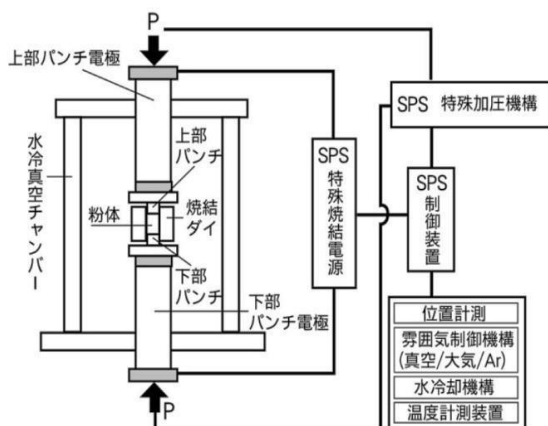 P
上部パンチ電極
水冷真空チャンバー
上部
パンチ
粉体
焼結
ダイ
下部
パンチ
下部
パンチ電極
P
SPS
特殊焼結電源
SPS 特殊加圧機構
SPS
制御装置
位置計測
雰囲気制御機構
(真空/大気/Ar)
水冷却機構
温度計測装置